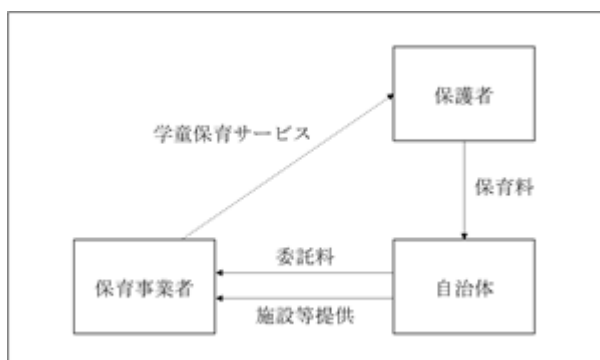 保護者
学童保育サービス
保育料
委託料
保育事業者
自治体
施設等提供